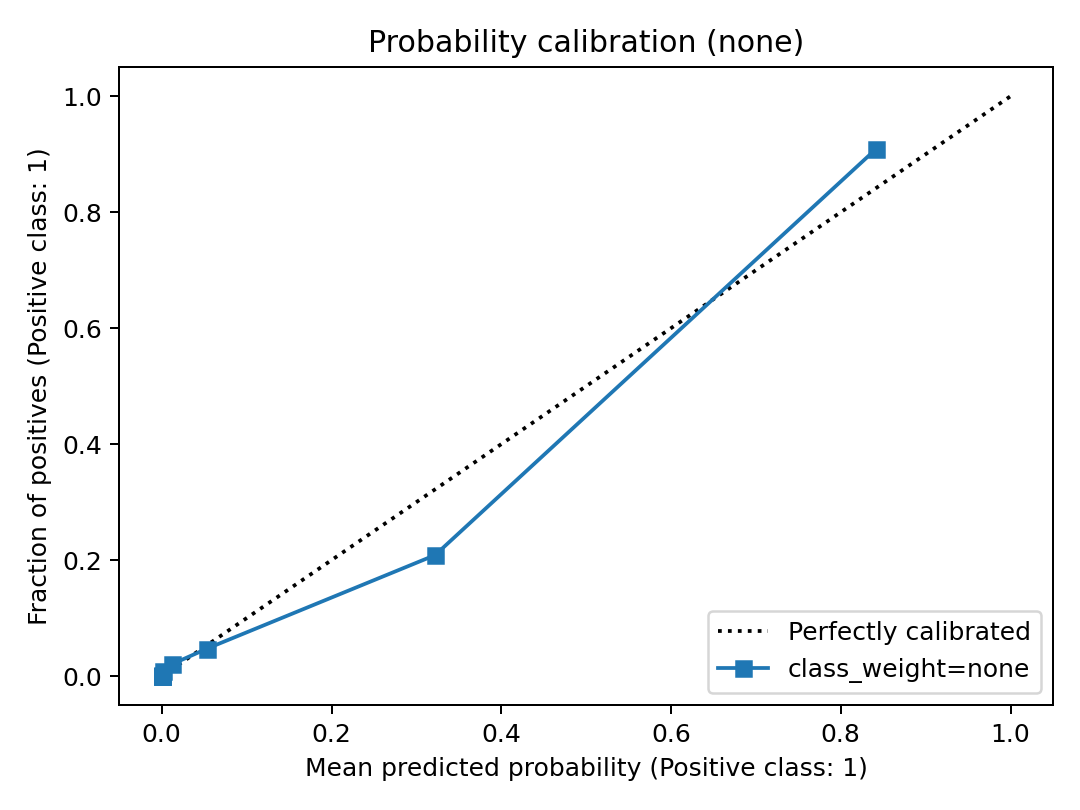 Probability calibration (none)
Fraction of positives (Positive class: 1)
1.0
0.8
0.6
0.4
0.2
0.0
0.0 0.2 0.4 0.6 0.8 1.0
Mean predicted probability (Positive class: 1)
Perfectly calibrated
class_weight=none